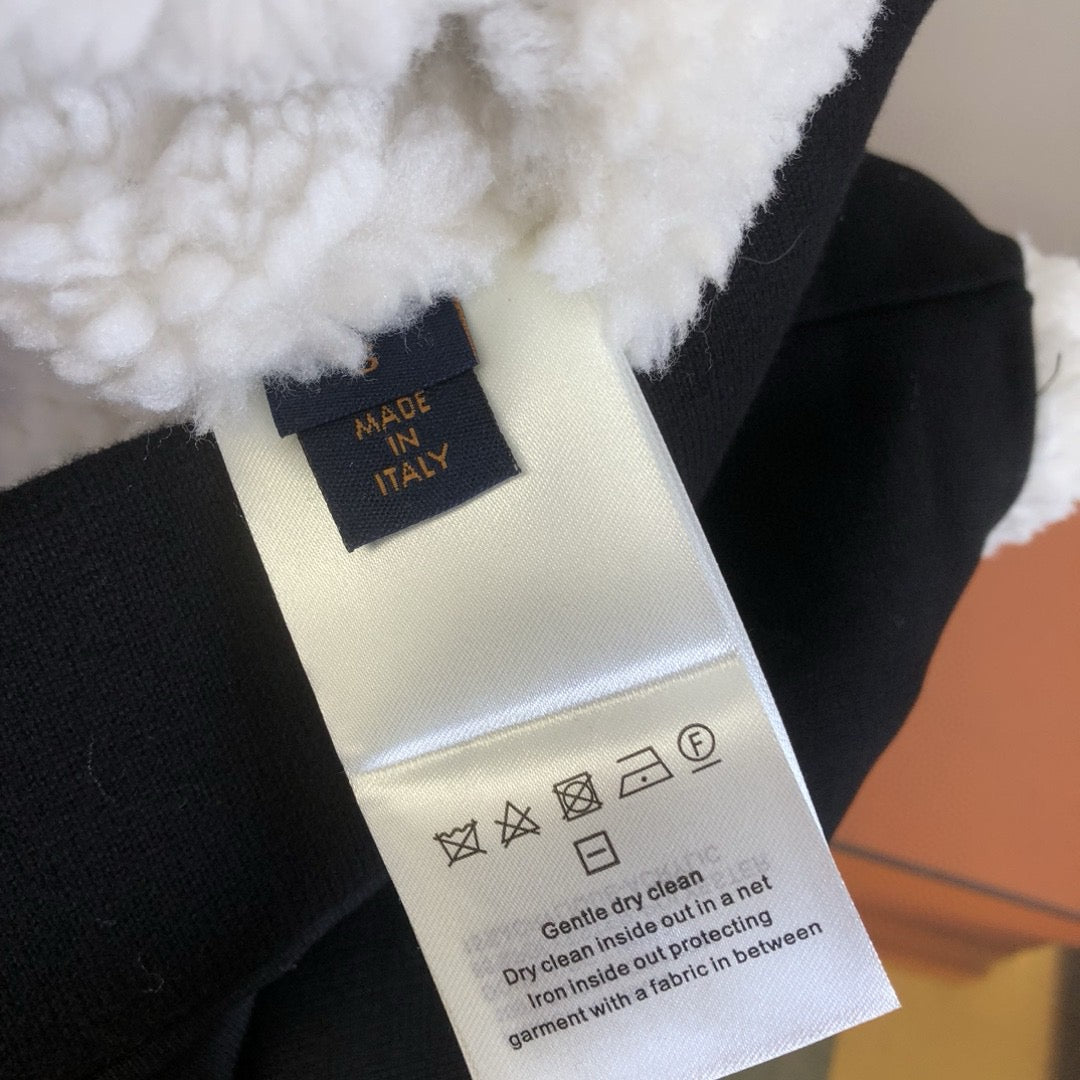 MADE
IN
ITALY
F
Gentle dry clean
Dry clean inside out in a net
Iron inside out protecting
garment with a fabric in between